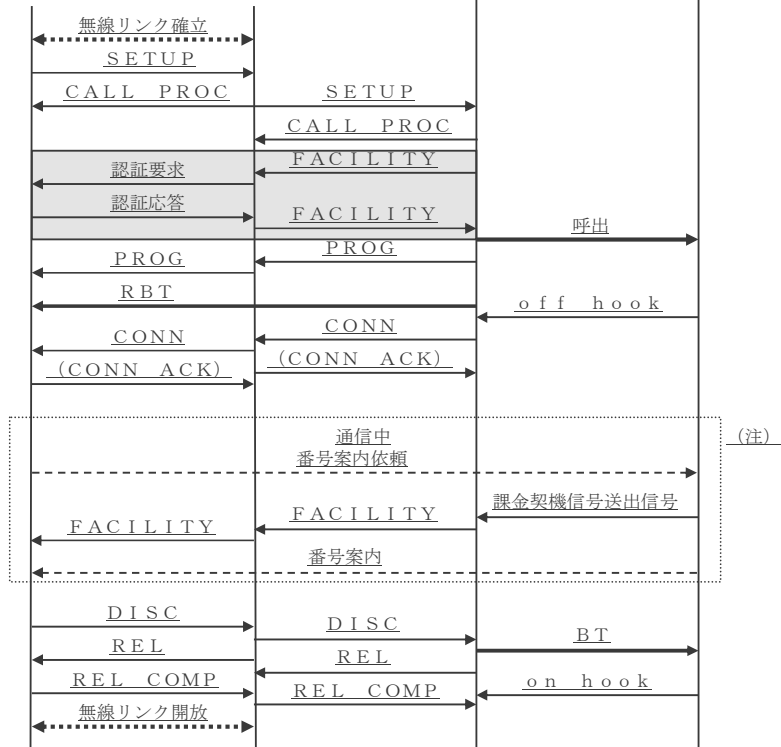 無線リンク確立
ＳＥＴＵＰ
ＣＡＬＬ　ＰＲＯＣ
ＳＥＴＵＰ
ＣＡＬＬ　ＰＲＯＣ
ＦＡＣＩＬＩＴＹ
認証要求
認証応答
ＦＡＣＩＬＩＴＹ
呼出
ＰＲＯＧ
ＰＲＯＧ
ＲＢＴ
ｏｆｆ　ｈｏｏｋ
ＣＯＮＮ
ＣＯＮＮ
（ＣＯＮＮ　ＡＣＫ）
（ＣＯＮＮ　ＡＣＫ）
通信中
（注）
番号案内依頼
課金契機信号送出信号
ＦＡＣＩＬＩＴＹ
ＦＡＣＩＬＩＴＹ
番号案内
ＤＩＳＣ
ＤＩＳＣ
ＢＴ
ＲＥＬ
ＲＥＬ
ＲＥＬ　ＣＯＭＰ
ＲＥＬ　ＣＯＭＰ
ｏｎ　ｈｏｏｋ
無線リンク開放